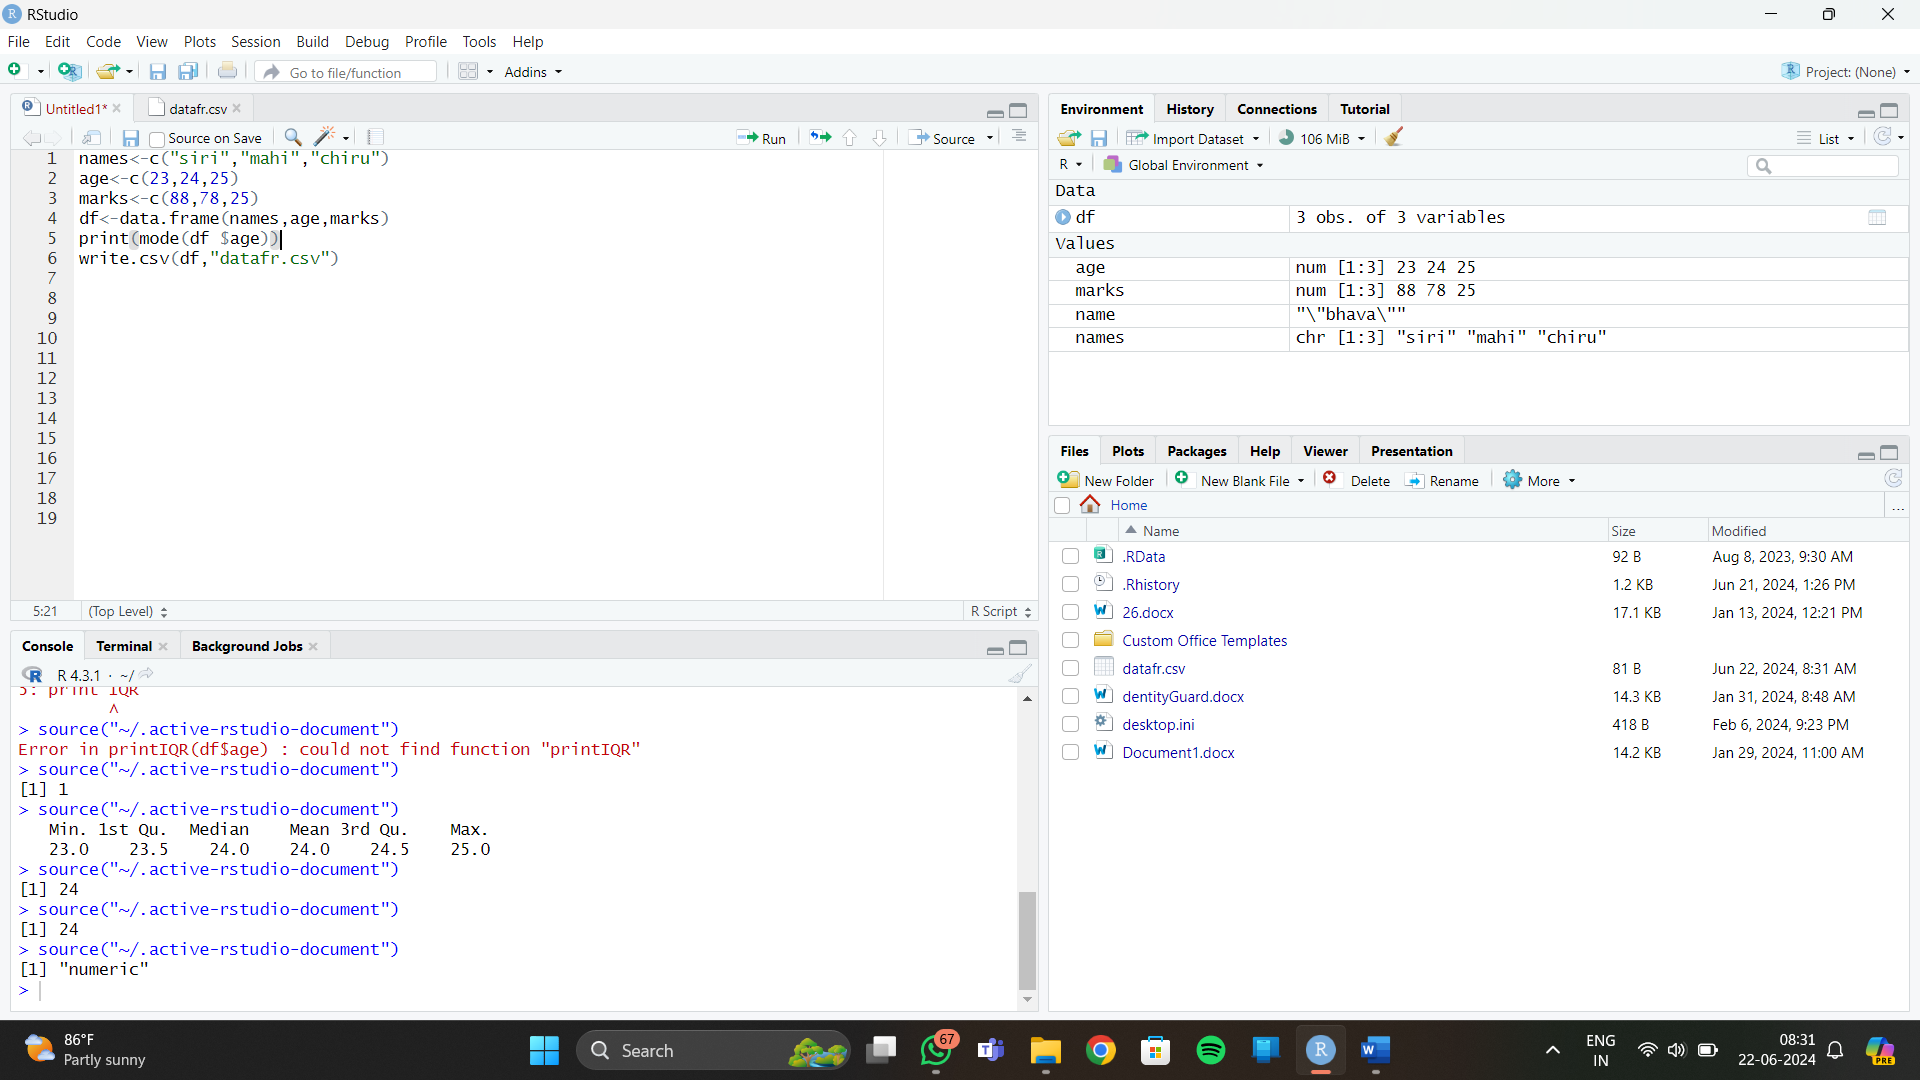 RStudio
File Edit Code View Plots Session Build Debug Profile Tools Help
Go to file/function Addins Project: (None)
Untitled1* datafr.csv
Source on Save Run Source
1 names<-c("siri","mahi","chiru")
2 age<-c(23,24,25)
3 marks<-c(88,78,25)
4 df<-data.frame(names,age,marks)
5 print(mode(df $age))
6 write.csv(df,"datafr.csv")
7
8
9
10
11
12
13
14
15
16
17
18
19
5:21 (Top Level) R Script
Console Terminal Background Jobs
R 4.3.1 · ~/
5: print IQR
^
> source("~/.active-rstudio-document")
Error in printIQR(df$age) : could not find function "printIQR"
> source("~/.active-rstudio-document")
[1] 1
> source("~/.active-rstudio-document")
Min. 1st Qu. Median Mean 3rd Qu. Max.
23.0 23.5 24.0 24.0 24.5 25.0
> source("~/.active-rstudio-document")
[1] 24
> source("~/.active-rstudio-document")
[1] 24
> source("~/.active-rstudio-document")
[1] "numeric"
>
Environment History Connections Tutorial
Import Dataset 106 MiB List
R Global Environment
Data
df 3 obs. of 3 variables
Values
age num [1:3] 23 24 25
marks num [1:3] 88 78 25
name "\"bhava\""
names chr [1:3] "siri" "mahi" "chiru"
Files Plots Packages Help Viewer Presentation
New Folder New Blank File Delete Rename More
Home ...
Name Size Modified
.RData 92 B Aug 8, 2023, 9:30 AM
.Rhistory 1.2 KB Jun 21, 2024, 1:26 PM
26.docx 17.1 KB Jan 13, 2024, 12:21 PM
Custom Office Templates
datafr.csv 81 B Jun 22, 2024, 8:31 AM
dentityGuard.docx 14.3 KB Jan 31, 2024, 8:48 AM
desktop.ini 418 B Feb 6, 2024, 9:23 PM
Document1.docx 14.2 KB Jan 29, 2024, 11:00 AM
86°F
Partly sunny
Search
67
ENG
IN
08:31
22-06-2024
PRE